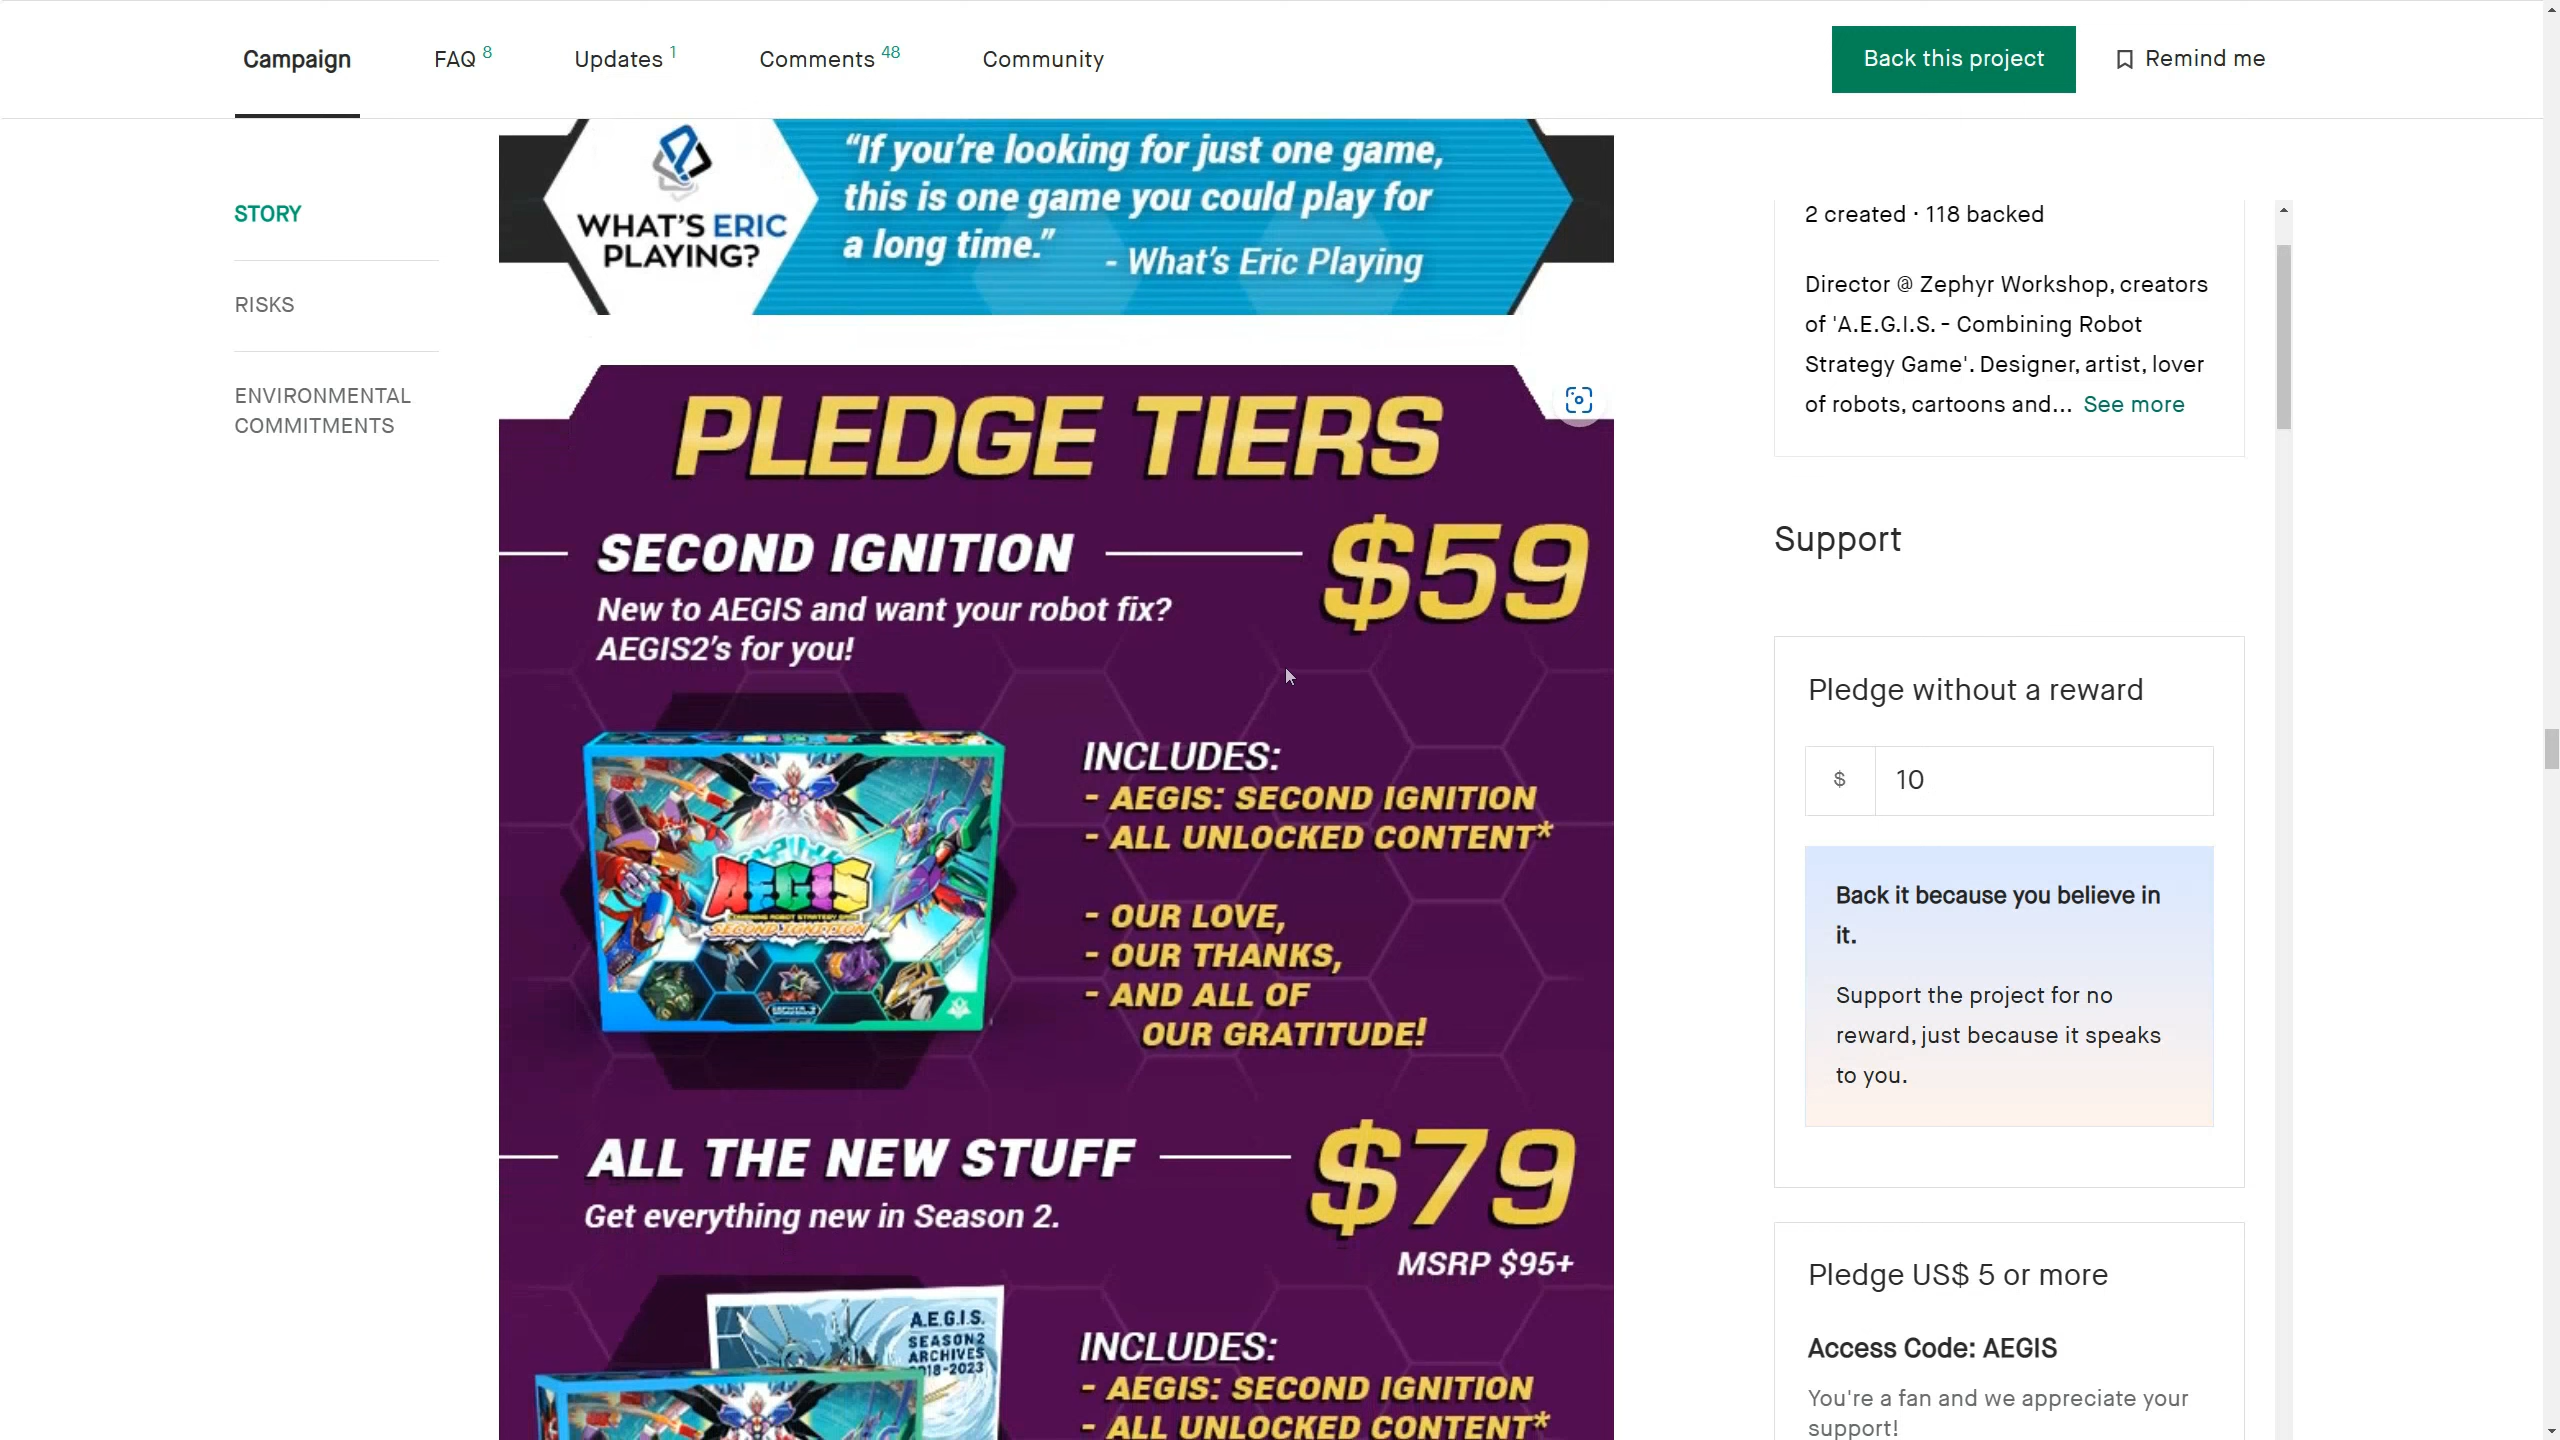 Campaign
FAQ 8
Updates 1
Comments 48
Community
Back this project
Remind me
STORY
RISKS
ENVIRONMENTAL
COMMITMENTS
WHAT'S ERIC
PLAYING?
“If you’re looking for just one game,
this is one game you could play for
a long time.”
- What’s Eric Playing
PLEDGE TIERS
SECOND IGNITION
$59
New to AEGIS and want your robot fix?
AEGIS2’s for you!
AEGIS
COMBINING ROBOT STRATEGY GAME
SECOND IGNITION
INCLUDES:
- AEGIS: SECOND IGNITION
- ALL UNLOCKED CONTENT*
- OUR LOVE,
- OUR THANKS,
- AND ALL OF
OUR GRATITUDE!
ALL THE NEW STUFF
$79
Get everything new in Season 2.
MSRP $95+
A.E.G.I.S.
SEASON 2
ARCHIVES
2018-2023
INCLUDES:
- AEGIS: SECOND IGNITION
- ALL UNLOCKED CONTENT*
2 created · 118 backed
Director @ Zephyr Workshop, creators
of 'A.E.G.I.S. - Combining Robot
Strategy Game'. Designer, artist, lover
of robots, cartoons and... See more
Support
Pledge without a reward
$ 10
Back it because you believe in
it.
Support the project for no
reward, just because it speaks
to you.
Pledge US$ 5 or more
Access Code: AEGIS
You're a fan and we appreciate your
support!